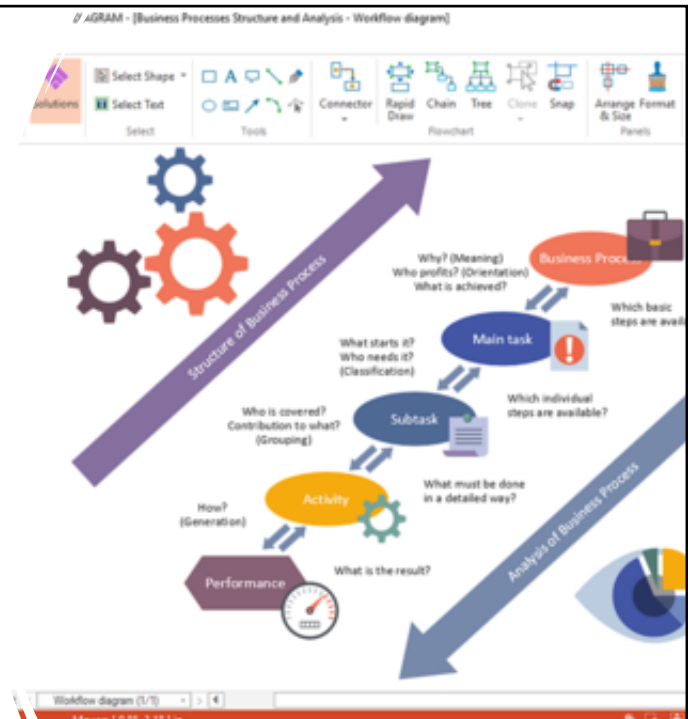 AGRAM - [Business Processes Structure and Analysis - Workflow diagram]
Solutions
Select Shape
Select Text
Select
A
Tools
Connector
Rapid Draw
Chain
Tree
Clone
Snap
Flowchart
Arrange & Size
Format
Panels
Structure of Business Process
Why? (Meaning)
Who profits? (Orientation)
What is achieved?
Business Process
Which basic
steps are availa
What starts it?
Who needs it?
(Classification)
Main task
Which individual
steps are available?
Who is covered?
Contribution to what?
(Grouping)
Subtask
What must be done
in a detailed way?
How?
(Generation)
Activity
What is the result?
Performance
Analysis of Business Process
Workflow diagram (1/1)